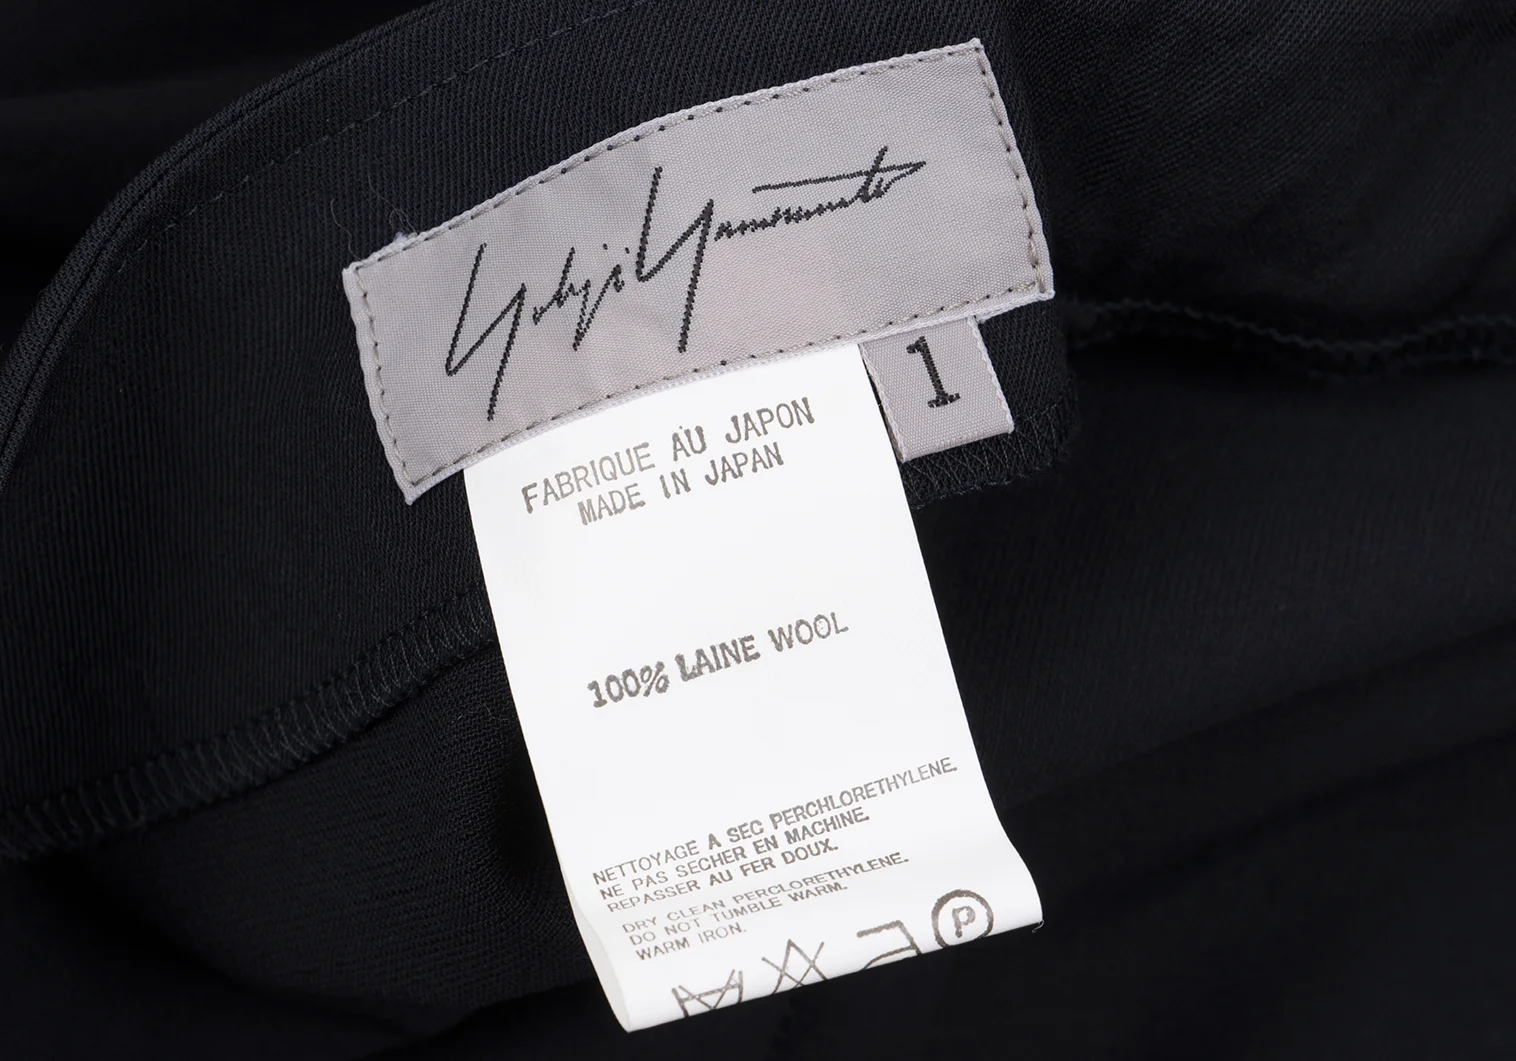 Yohji Yamamoto
1
FABRIQUE AU JAPON
MADE IN JAPAN
100% LAINE WOOL
NETTOYAGE A SEC PERCHLORETHYLENE.
NE PAS SECHER EN MACHINE.
REPASSER AU FER DOUX.
DRY CLEAN PERCLORETHYLENE.
DO NOT TUMBLE WARM.
WARM IRON.
P